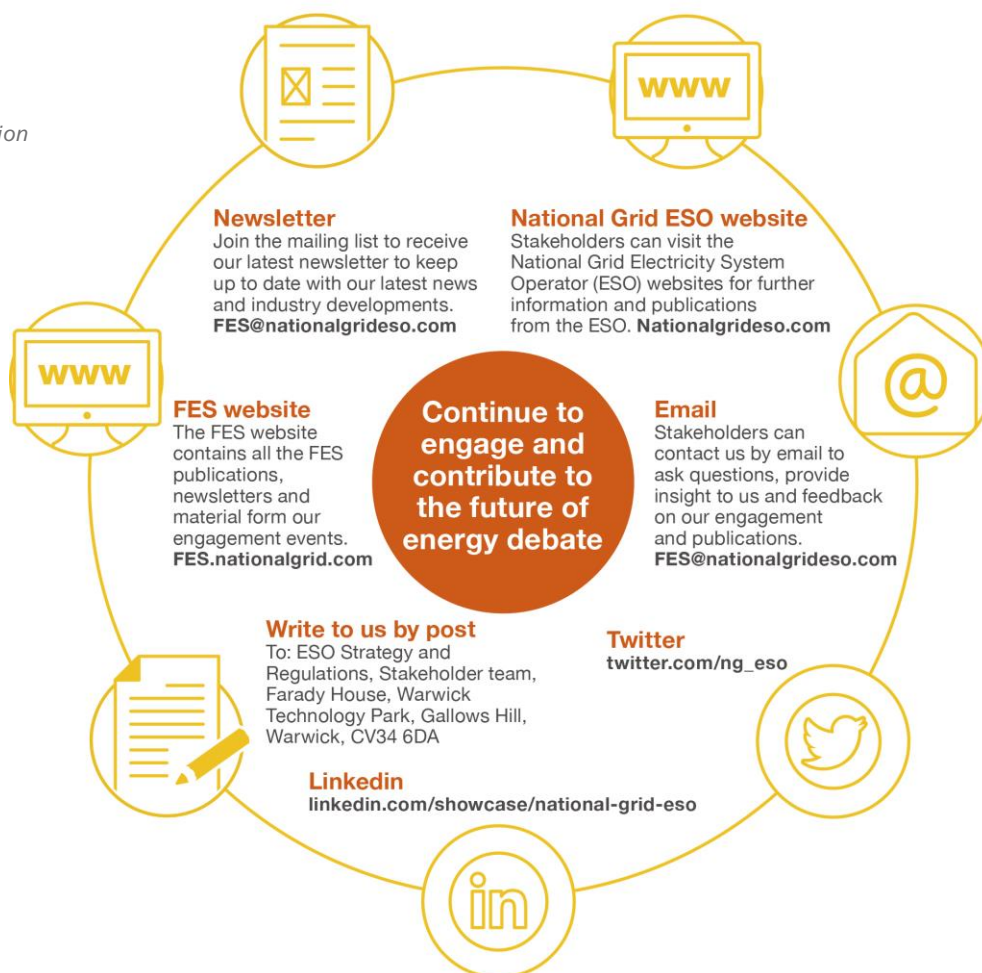 www
Newsletter
Join the mailing list to receive
our latest newsletter to keep
up to date with our latest news
and industry developments.
FES@nationalgrideso.com
National Grid ESO website
Stakeholders can visit the
National Grid Electricity System
Operator (ESO) websites for further
information and publications
from the ESO. Nationalgrideso.com
www
FES website
The FES website
contains all the FES
publications,
newsletters and
material form our
engagement events.
FES.nationalgrid.com
Continue to
engage and
contribute to
the future of
energy debate
@
Email
Stakeholders can
contact us by email to
ask questions, provide
insight to us and feedback
on our engagement
and publications.
FES@nationalgrideso.com
Write to us by post
To: ESO Strategy and
Regulations, Stakeholder team,
Farady House, Warwick
Technology Park, Gallows Hill,
Warwick, CV34 6DA
Twitter
twitter.com/ng_eso
Linkedin
linkedin.com/showcase/national-grid-eso
in